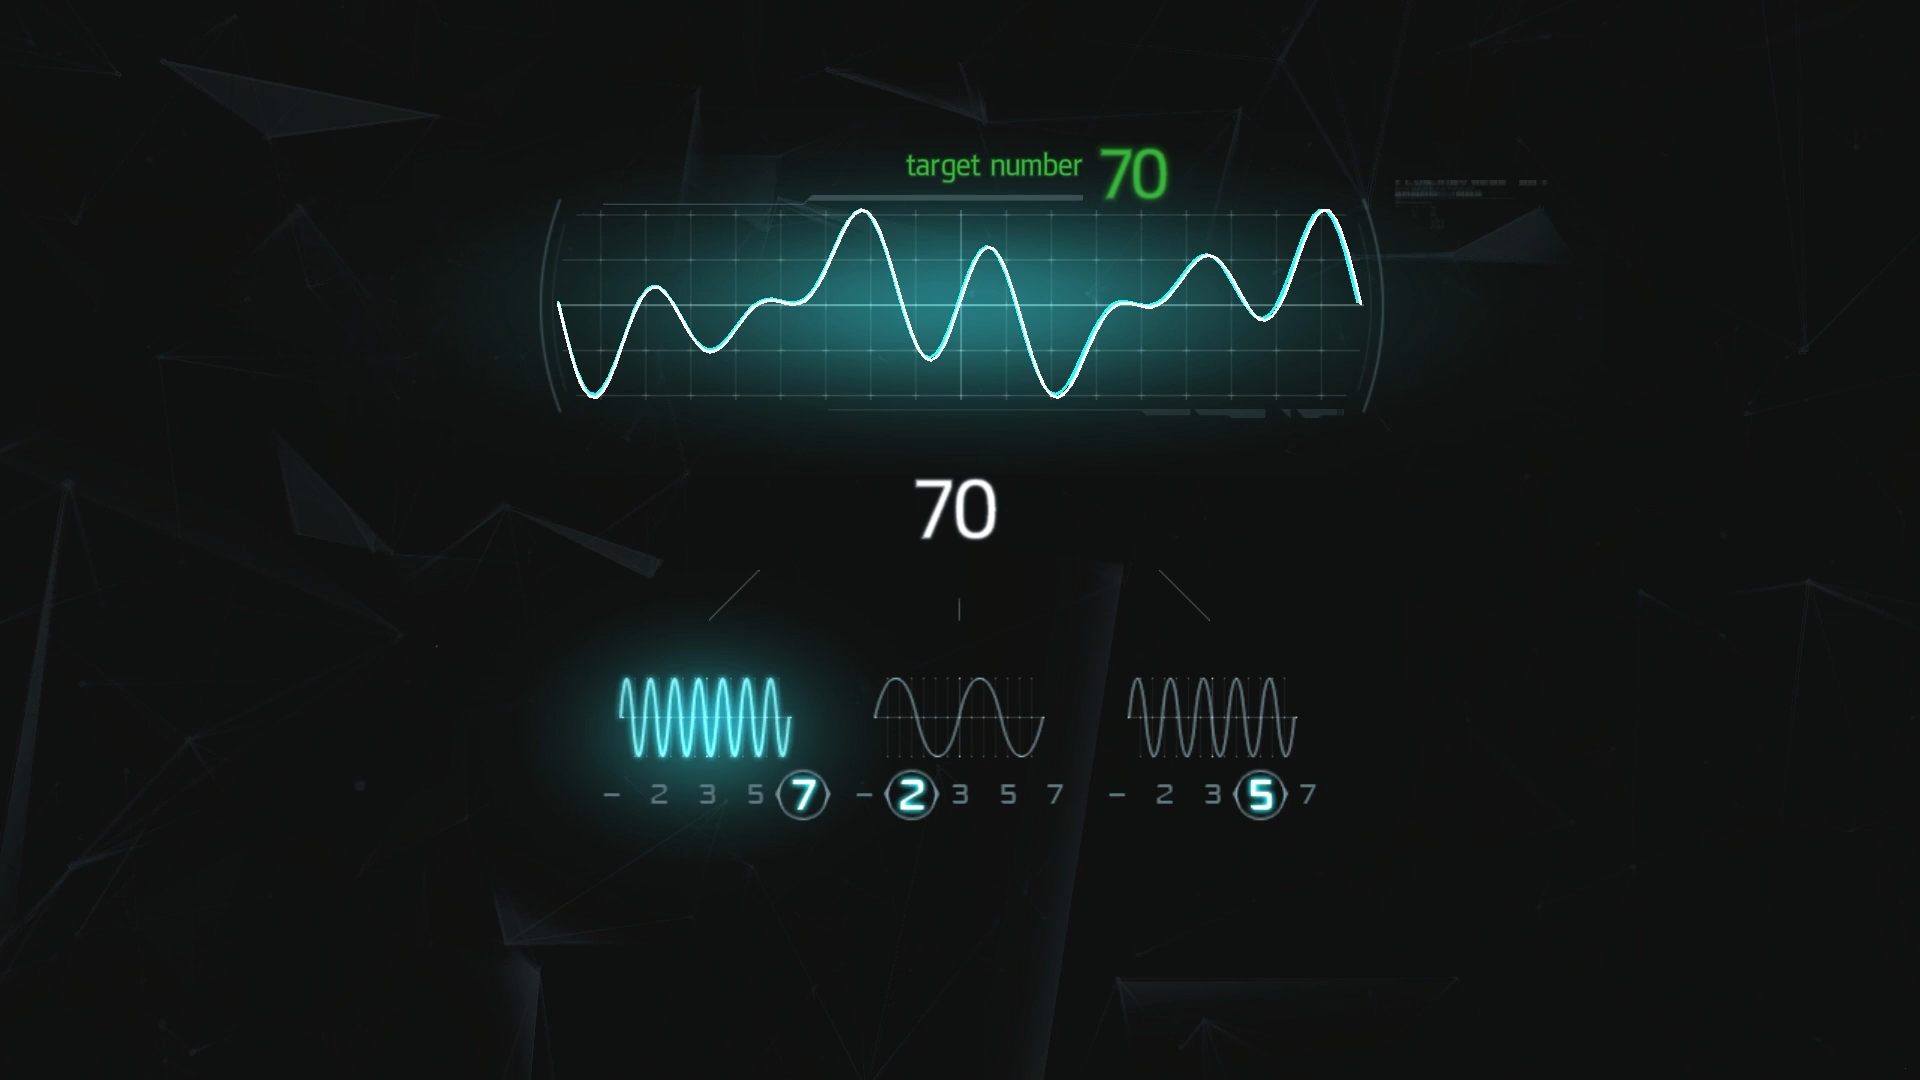 target number 70
70
- 2 3 5 7 - 2 3 5 7 - 2 3 5 7